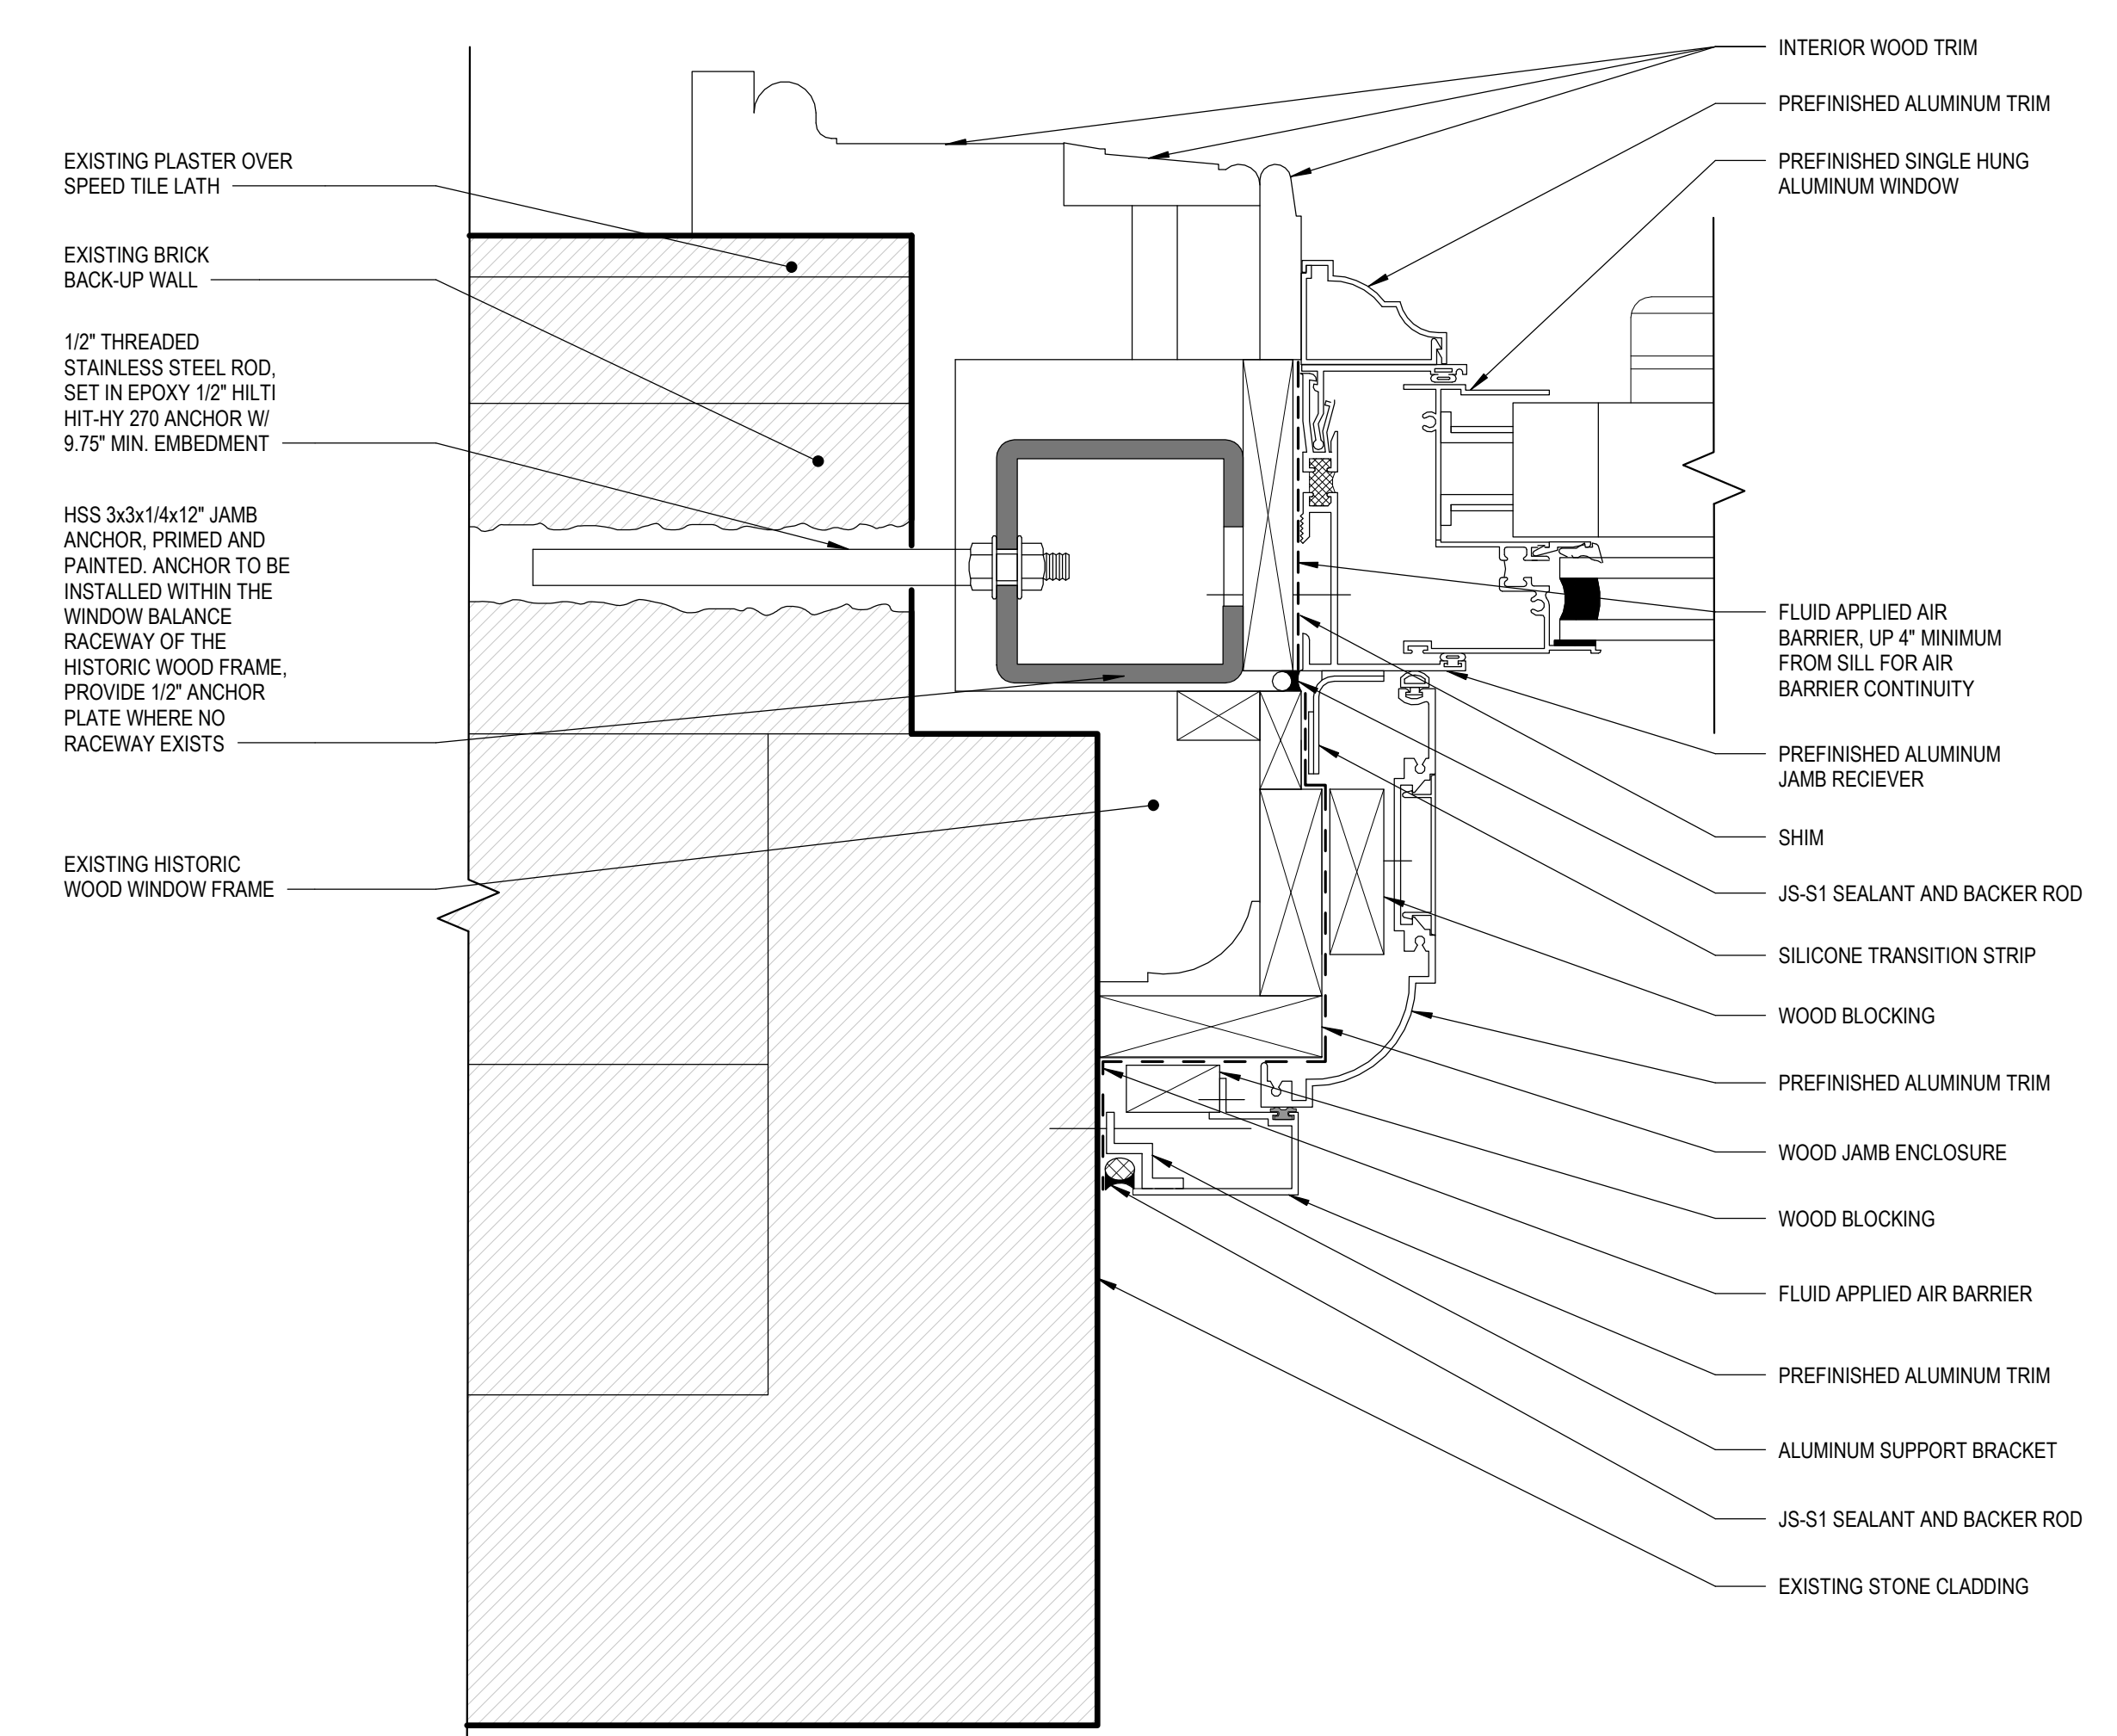 EXISTING PLASTER OVER
SPEED TILE LATH
EXISTING BRICK
BACK-UP WALL
1/2" THREADED
STAINLESS STEEL ROD,
SET IN EPOXY 1/2" HILTI
HIT-HY 270 ANCHOR W/
9.75" MIN. EMBEDMENT
HSS 3x3x1/4x12" JAMB
ANCHOR, PRIMED AND
PAINTED. ANCHOR TO BE
INSTALLED WITHIN THE
WINDOW BALANCE
RACEWAY OF THE
HISTORIC WOOD FRAME,
PROVIDE 1/2" ANCHOR
PLATE WHERE NO
RACEWAY EXISTS
EXISTING HISTORIC
WOOD WINDOW FRAME
INTERIOR WOOD TRIM
PREFINISHED ALUMINUM TRIM
PREFINISHED SINGLE HUNG
ALUMINUM WINDOW
FLUID APPLIED AIR
BARRIER, UP 4" MINIMUM
FROM SILL FOR AIR
BARRIER CONTINUITY
PREFINISHED ALUMINUM
JAMB RECIEVER
SHIM
JS-S1 SEALANT AND BACKER ROD
SILICONE TRANSITION STRIP
WOOD BLOCKING
PREFINISHED ALUMINUM TRIM
WOOD JAMB ENCLOSURE
WOOD BLOCKING
FLUID APPLIED AIR BARRIER
PREFINISHED ALUMINUM TRIM
ALUMINUM SUPPORT BRACKET
JS-S1 SEALANT AND BACKER ROD
EXISTING STONE CLADDING